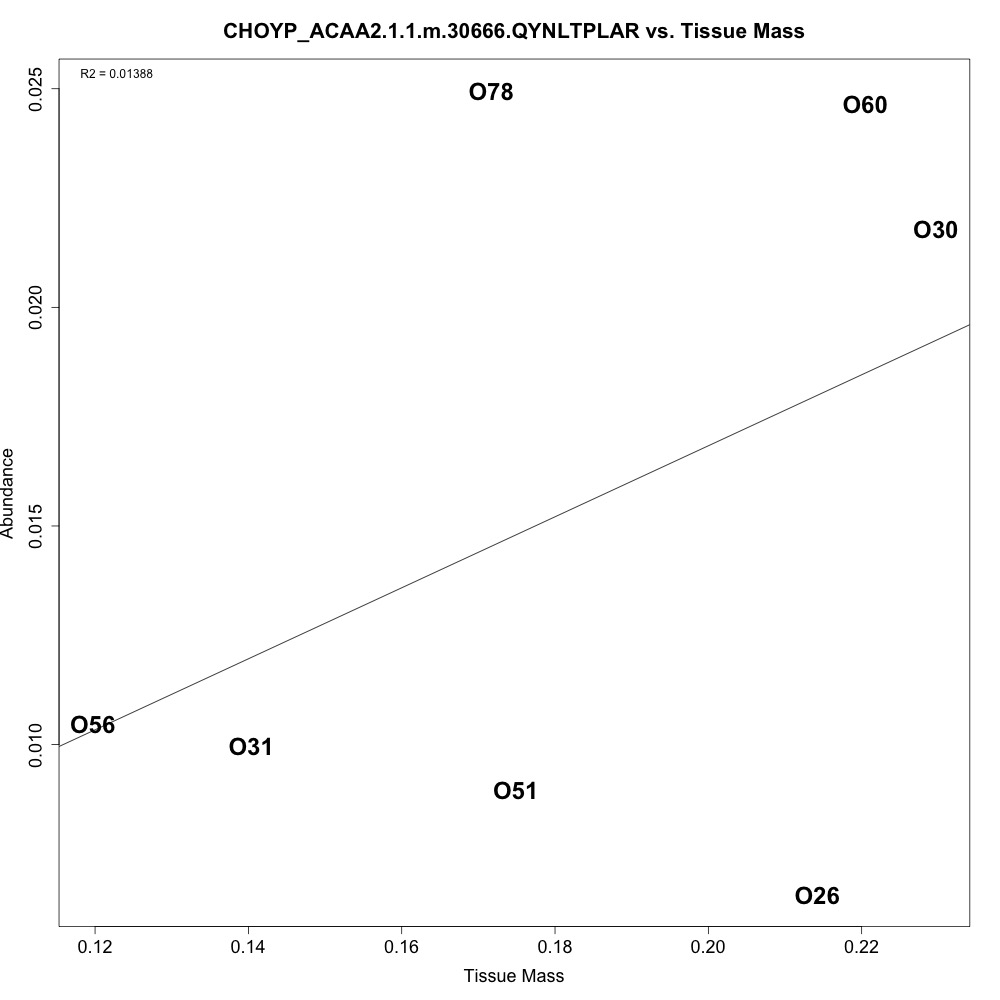 CHOYP_ACAA2.1.1.m.30666.QYNLTPLAR vs. Tissue Mass
R2 = 0.01388
O78
O60
O30
O56
O31
O51
O26
Abundance
0.025
0.020
0.015
0.010
0.12 0.14 0.16 0.18 0.20 0.22
Tissue Mass